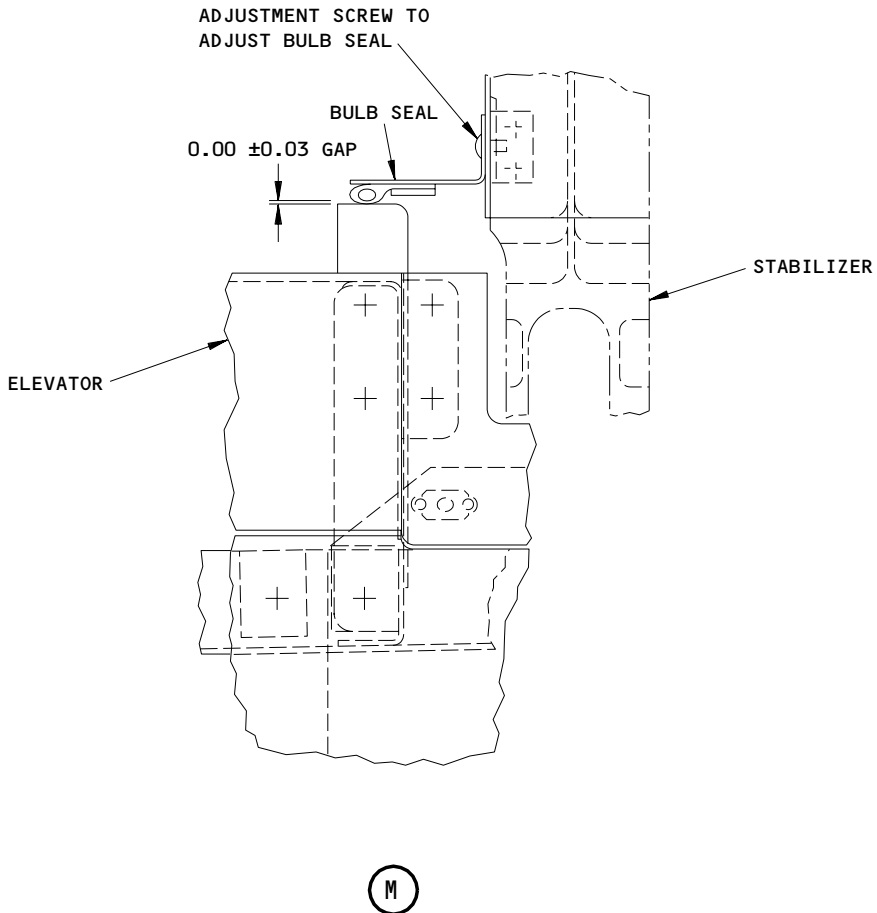 ADJUSTMENT SCREW TO
ADJUST BULB SEAL
BULB SEAL
0.00 ±0.03 GAP
STABILIZER
ELEVATOR
M